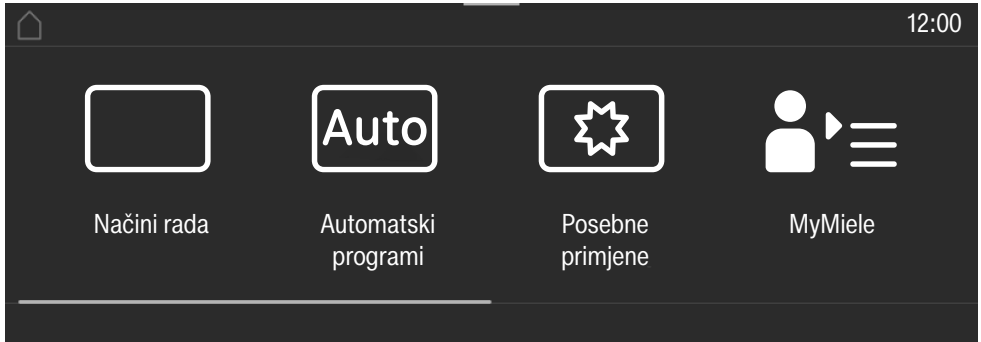 12:00
Auto
Načini rada
Automatski
programi
Posebne
primjene
MyMiele